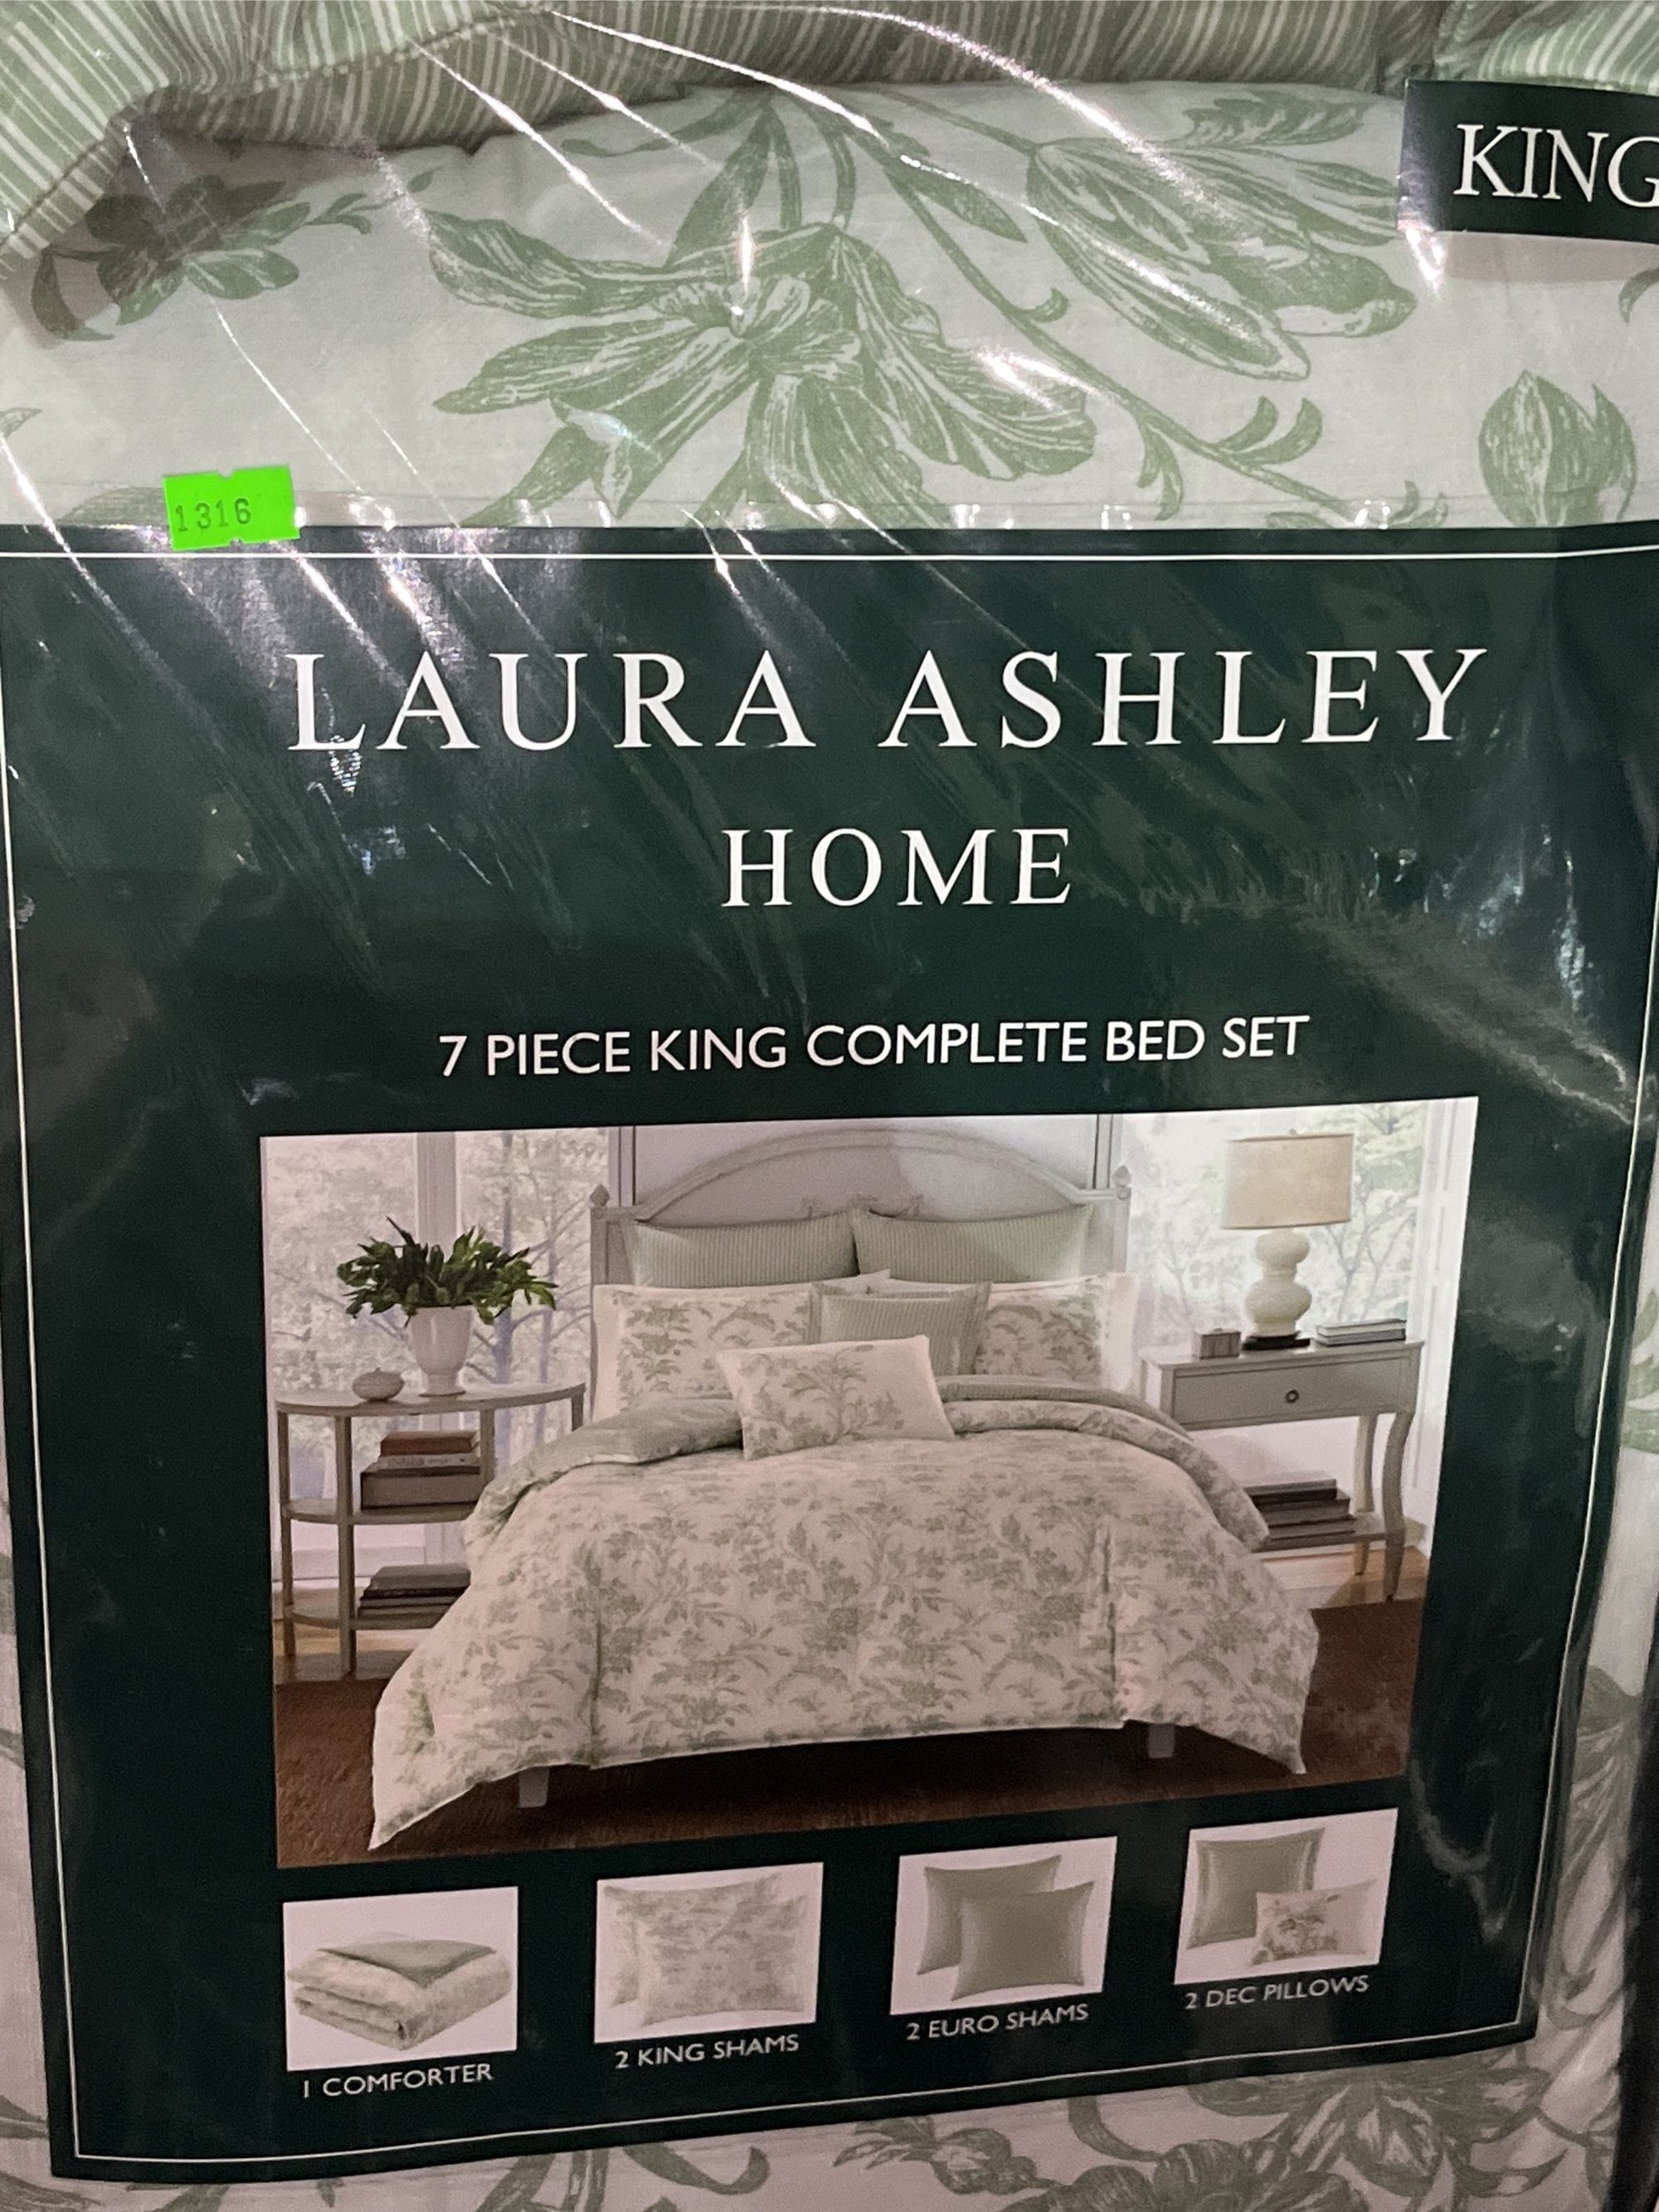 KING
1316
LAURA ASHLEY
HOME
7 PIECE KING COMPLETE BED SET
1 COMFORTER
2 KING SHAMS
2 EURO SHAMS
2 DEC PILLOWS